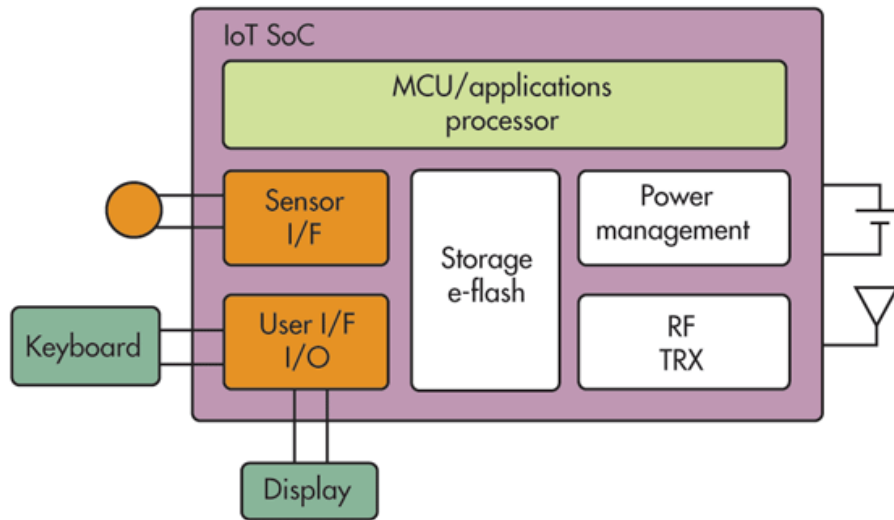 IoT SoC
MCU/applications
processor
Sensor
I/F
Storage
e-flash
Power
management
Keyboard
User I/F
I/O
RF
TRX
Display